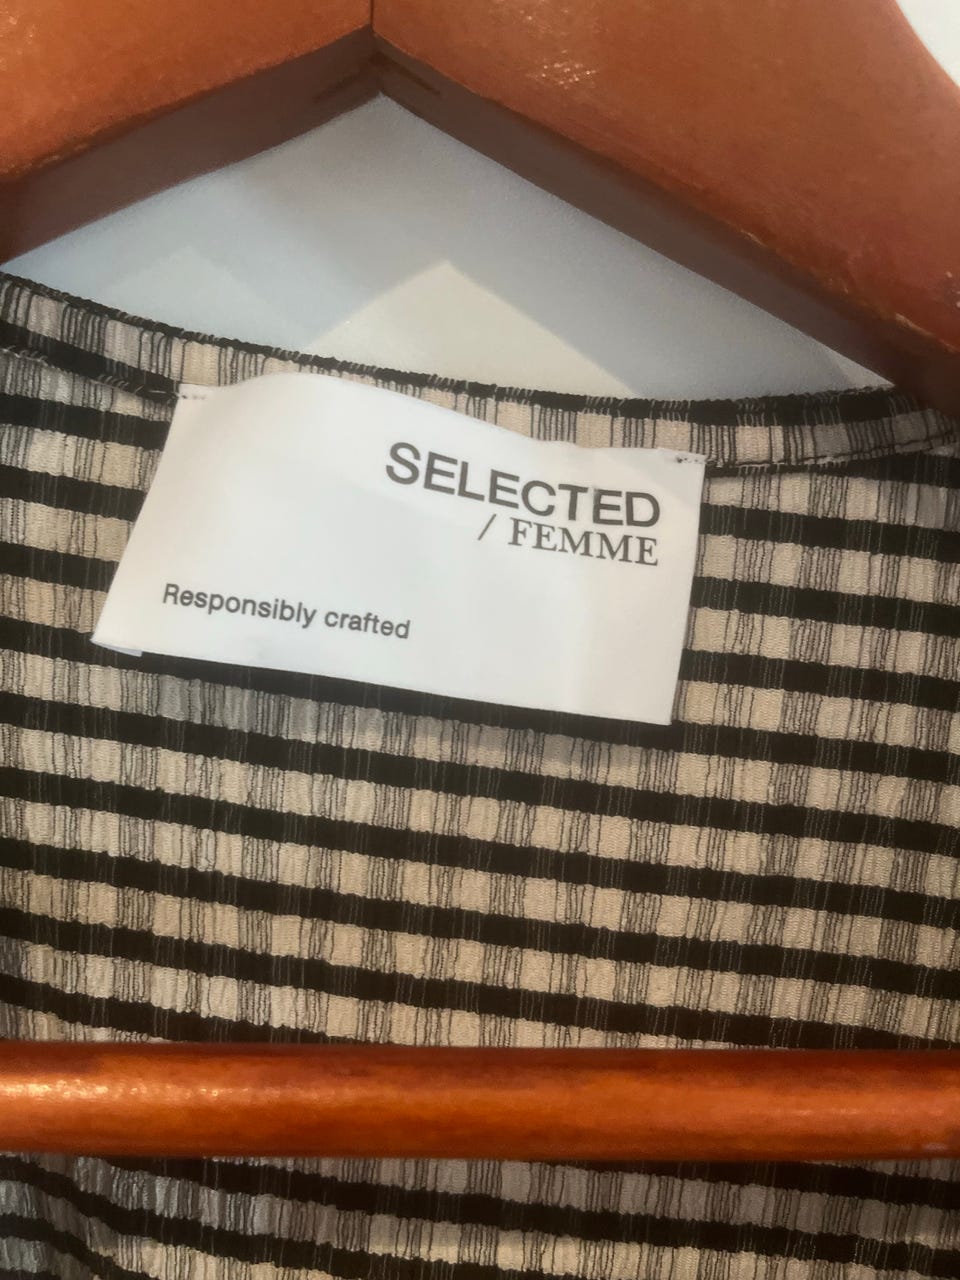 SELECTED
/ FEMME
Responsibly crafted